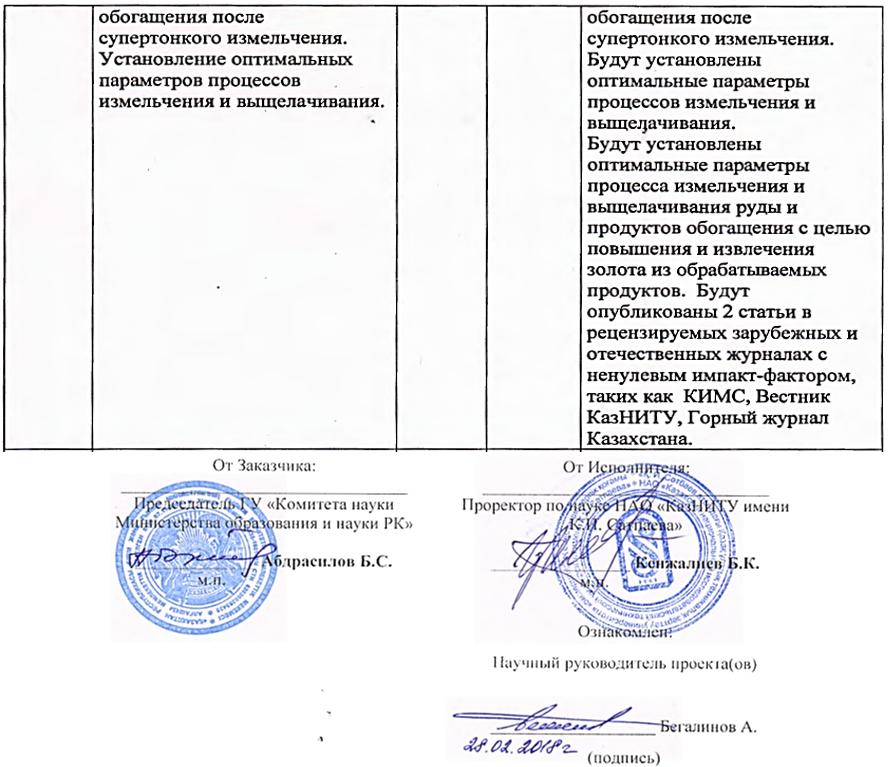 обогащения после
супертонкого измельчения.
Установление оптимальных
параметров процессов
измельчения и выщелачивания.
обогащения после
супертонкого измельчения.
Будут установлены
оптимальные параметры
процессов измельчения и
выщелачивания.
Будут установлены
оптимальные параметры
процесса измельчения и
выщелачивания руды и
продуктов обогащения с целью
повышения и извлечения
золота из обрабатываемых
продуктов. Будут
опубликованы 2 статьи в
рецензируемых зарубежных и
отечественных журналах с
ненулевым импакт-фактором,
таких как КИМС, Вестник
КазНИТУ, Горный журнал
Казахстана.
От Заказчика:
Председатель ГУ «Комитета науки
Министерства образования и науки РК»
Абдрасилов Б.С.
м.п.
От Исполнителя:
Проректор по науке НАО «КазНИТУ имени
К.И. Сатпаева»
Кенжалиев Б.К.
м.п.
Ознакомлен:
Научный руководитель проекта(ов)
Бегалинов А.
28.02.2018 г
(подпись)